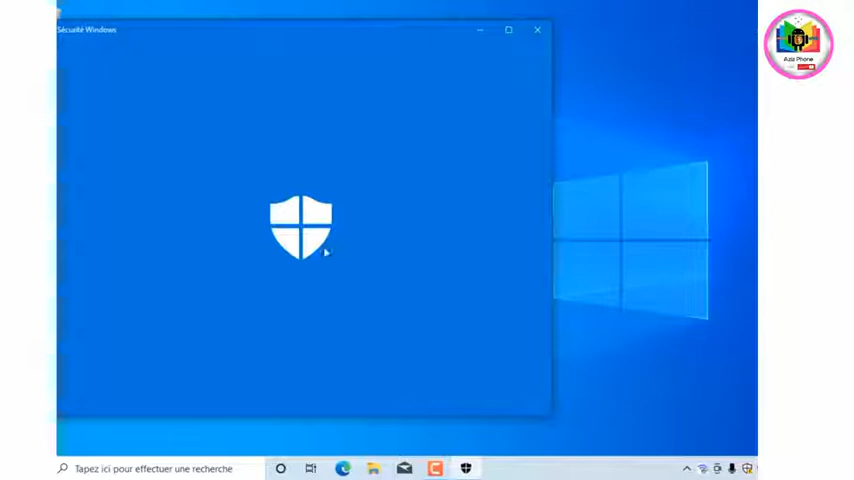 Sécurité Windows
Aziz Phone
Tapez ici pour effectuer une recherche